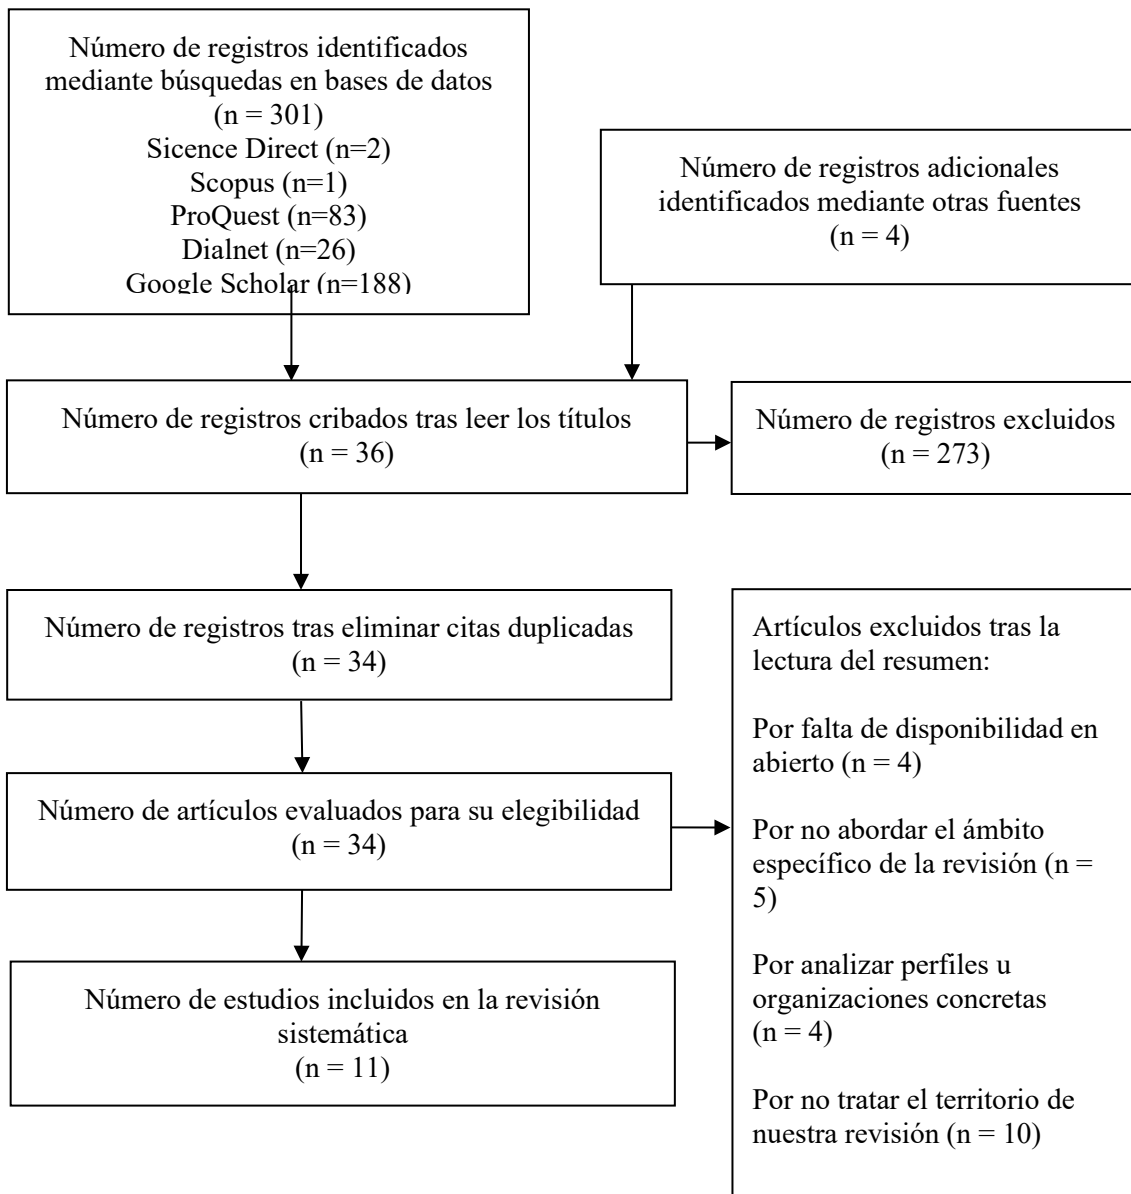 Número de registros identificados
mediante búsquedas en bases de datos
(n = 301)
Sicence Direct (n=2)
Scopus (n=1)
ProQuest (n=83)
Dialnet (n=26)
Google Scholar (n=188)
Número de registros adicionales
identificados mediante otras fuentes
(n = 4)
Número de registros cribados tras leer los títulos
(n = 36)
Número de registros excluidos
(n = 273)
Número de registros tras eliminar citas duplicadas
(n = 34)
Número de artículos evaluados para su elegibilidad
(n = 34)
Artículos excluidos tras la
lectura del resumen:
Por falta de disponibilidad en
abierto (n = 4)
Por no abordar el ámbito
específico de la revisión (n =
5)
Por analizar perfiles u
organizaciones concretas
(n = 4)
Por no tratar el territorio de
nuestra revisión (n = 10)
Número de estudios incluidos en la revisión
sistemática
(n = 11)